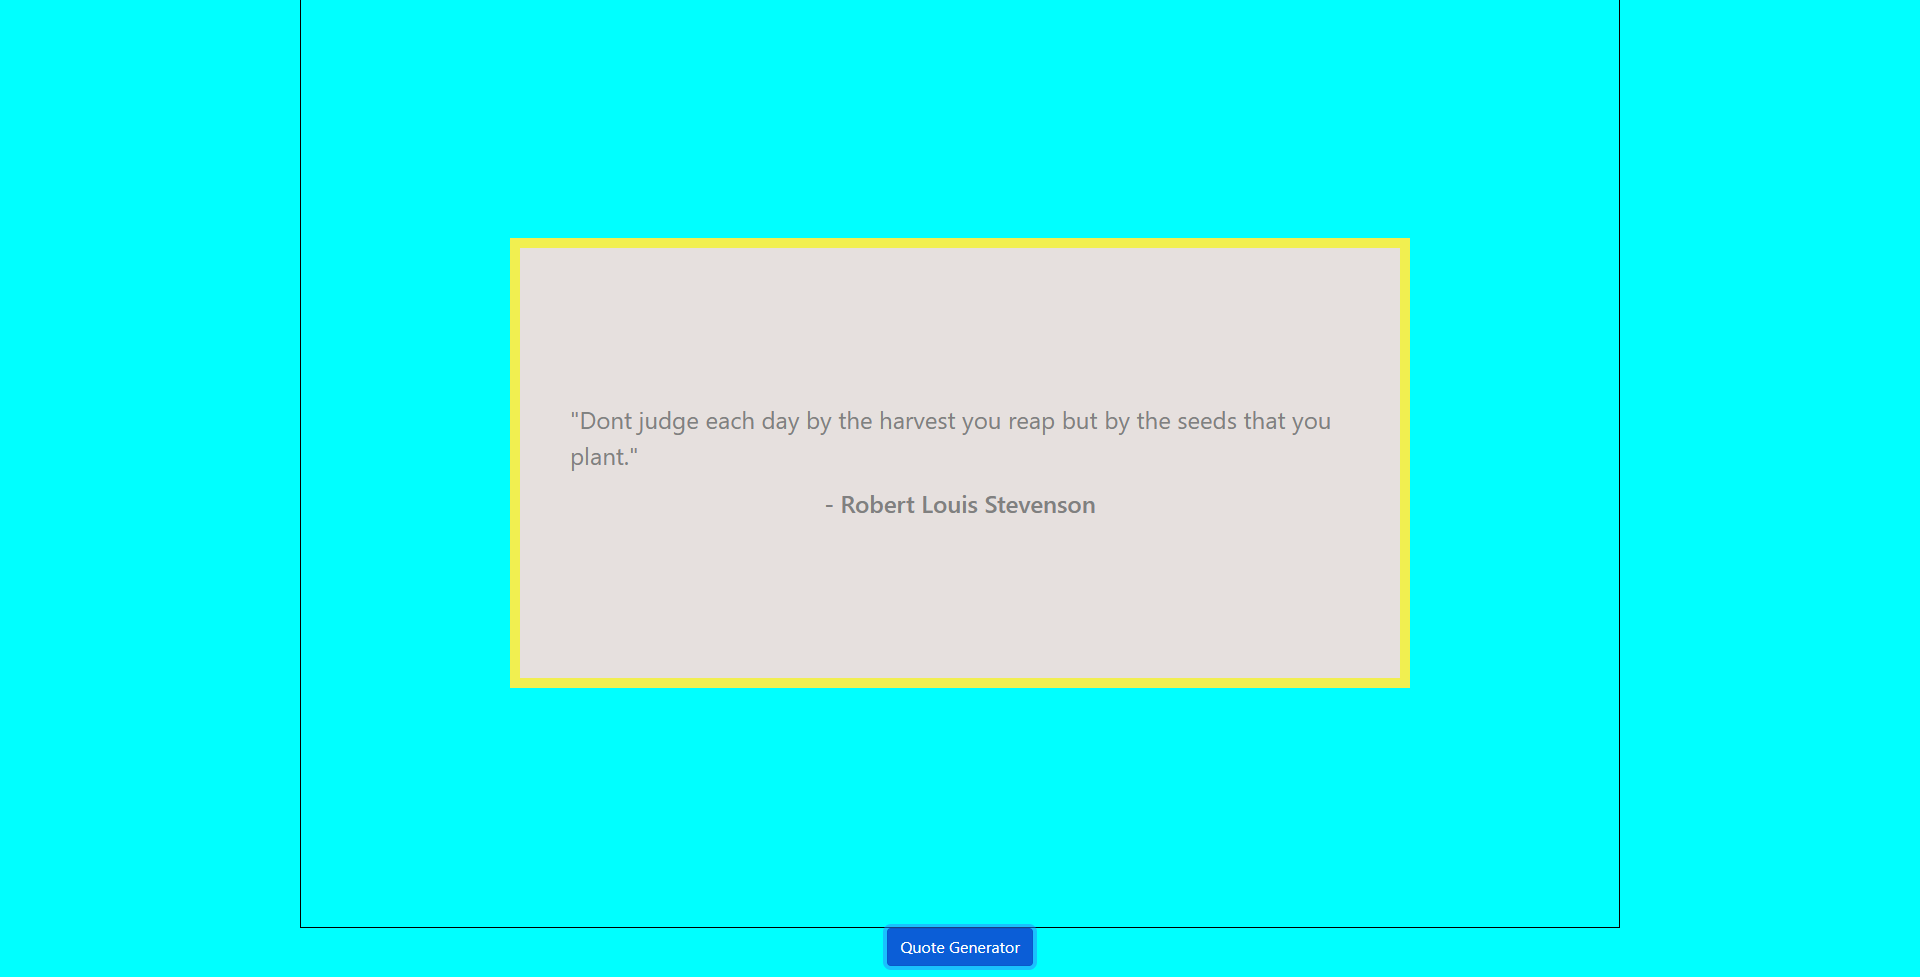 "Dont judge each day by the harvest you reap but by the seeds that you
plant."
- Robert Louis Stevenson
Quote Generator